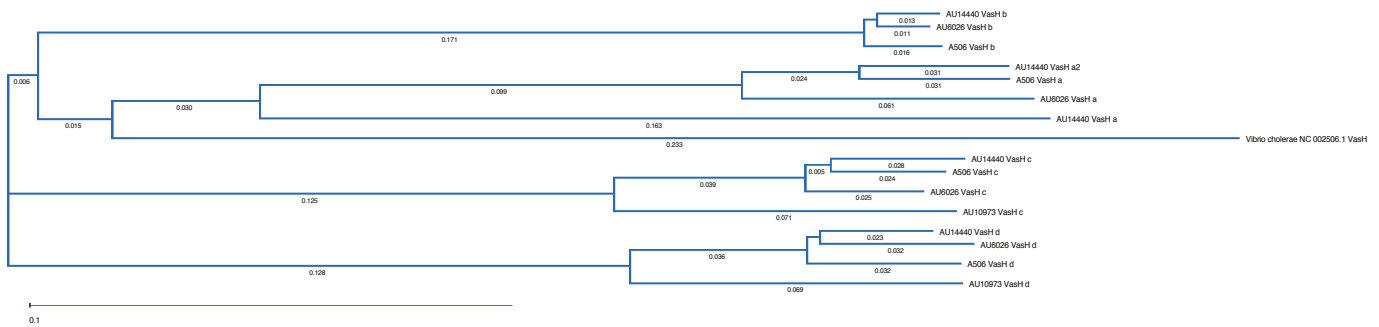 AU14440 VasH b
0.013
AU6026 VasH b
0.011
0.171
A506 VasH b
0.016
0.006
AU14440 VasH a2
0.031
0.024
A506 VasH a
0.031
0.099
AU6026 VasH a
0.061
0.030
AU14440 VasH a
0.163
0.015
Vibrio cholerae NC 002506.1 VasH
0.233
AU14440 VasH c
0.028
0.005
A506 VasH c
0.024
0.039
AU6026 VasH c
0.025
0.125
AU10973 VasH c
0.071
AU14440 VasH d
0.023
AU6026 VasH d
0.032
0.036
A506 VasH d
0.032
0.128
AU10973 VasH d
0.069
0.1